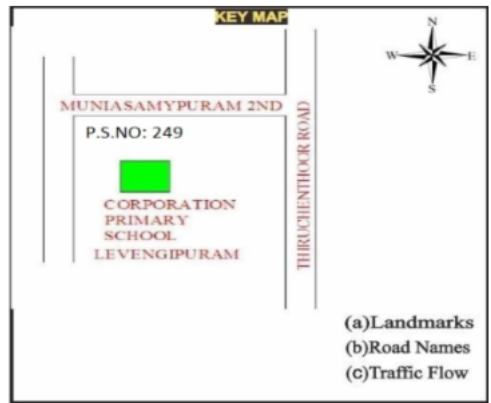 KEY MAP
N
W
E
S
MUNIASAMYPURAM 2ND
P.S.NO: 249
THIRUCHENTHOOR ROAD
CORPORATION
PRIMARY
SCHOOL
LEVENGIPURAM
(a)Landmarks
(b)Road Names
(c)Traffic Flow